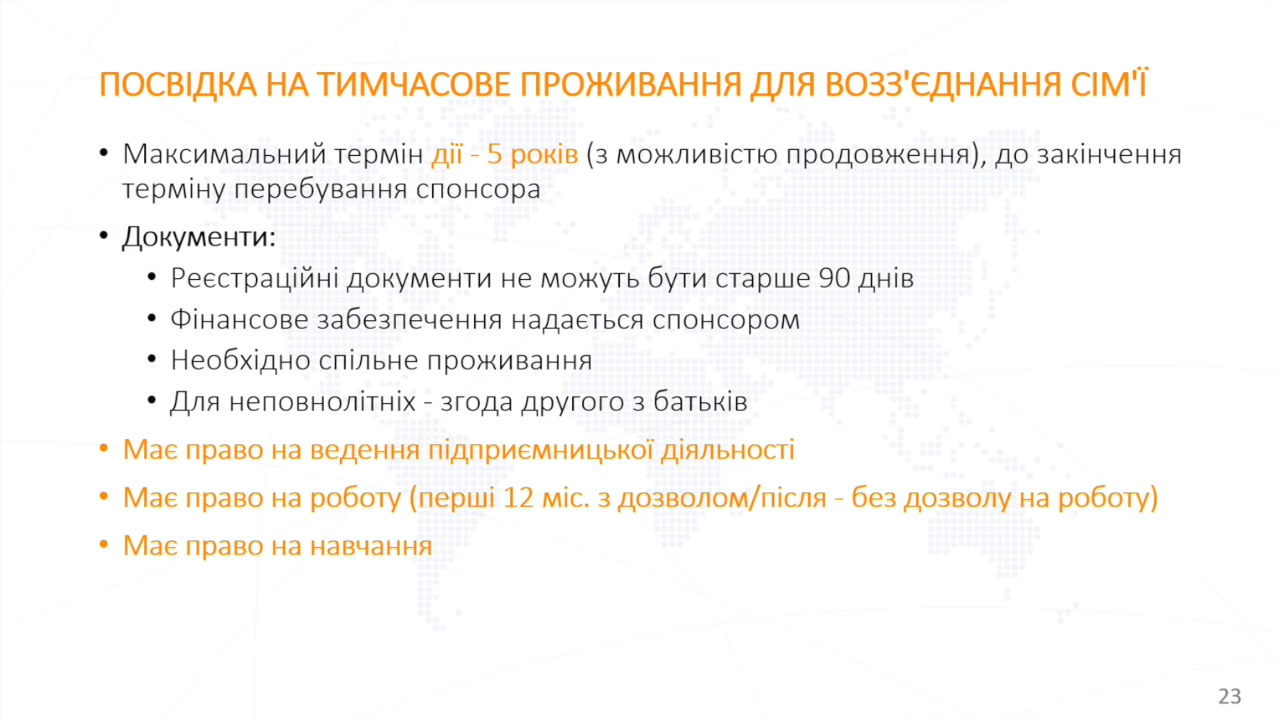 ПОСВІДКА НА ТИМЧАСОВЕ ПРОЖИВАННЯ ДЛЯ ВОЗЗ'ЄДНАННЯ СІМ'Ї
• Максимальний термін дії - 5 років (з можливістю продовження), до закінчення
терміну перебування спонсора
• Документи:
• Реєстраційні документи не можуть бути старше 90 днів
• Фінансове забезпечення надається спонсором
• Необхідно спільне проживання
• Для неповнолітніх - згода другого з батьків
• Має право на ведення підприємницької діяльності
• Має право на роботу (перші 12 міс. з дозволом/після - без дозволу на роботу)
• Має право на навчання
23